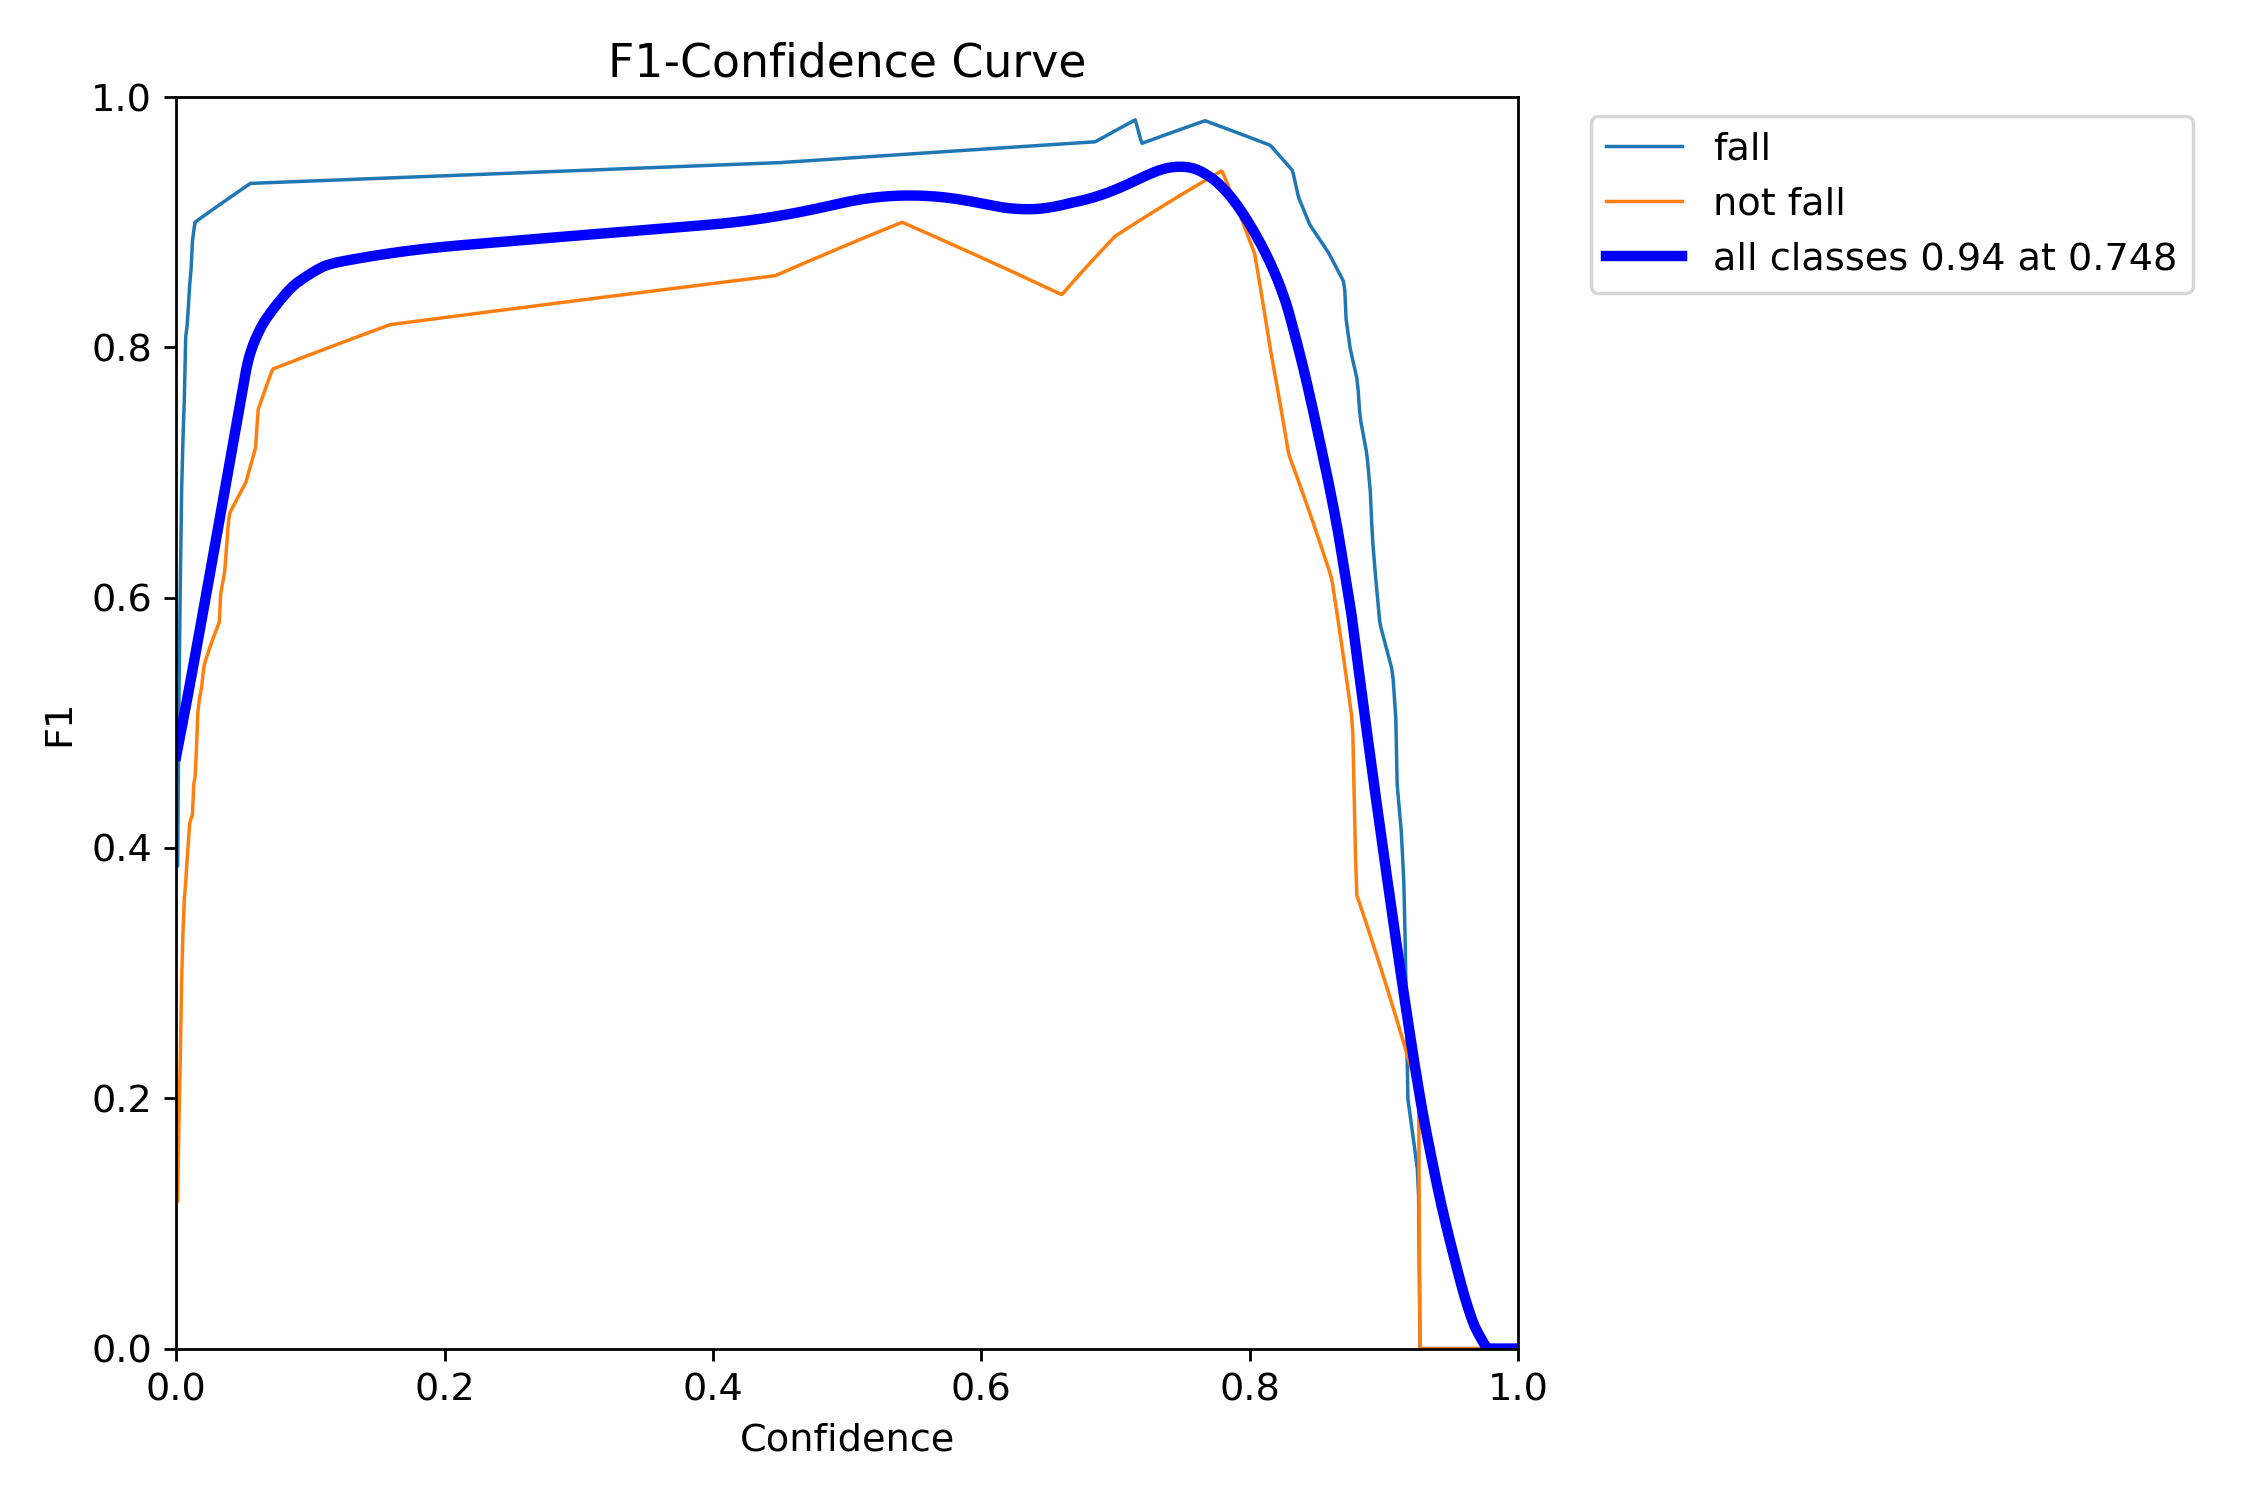 F1-Confidence Curve
1.0
0.8
0.6
0.4
0.2
0.0
F1
0.0 0.2 0.4 0.6 0.8 1.0
Confidence
fall
not fall
all classes 0.94 at 0.748